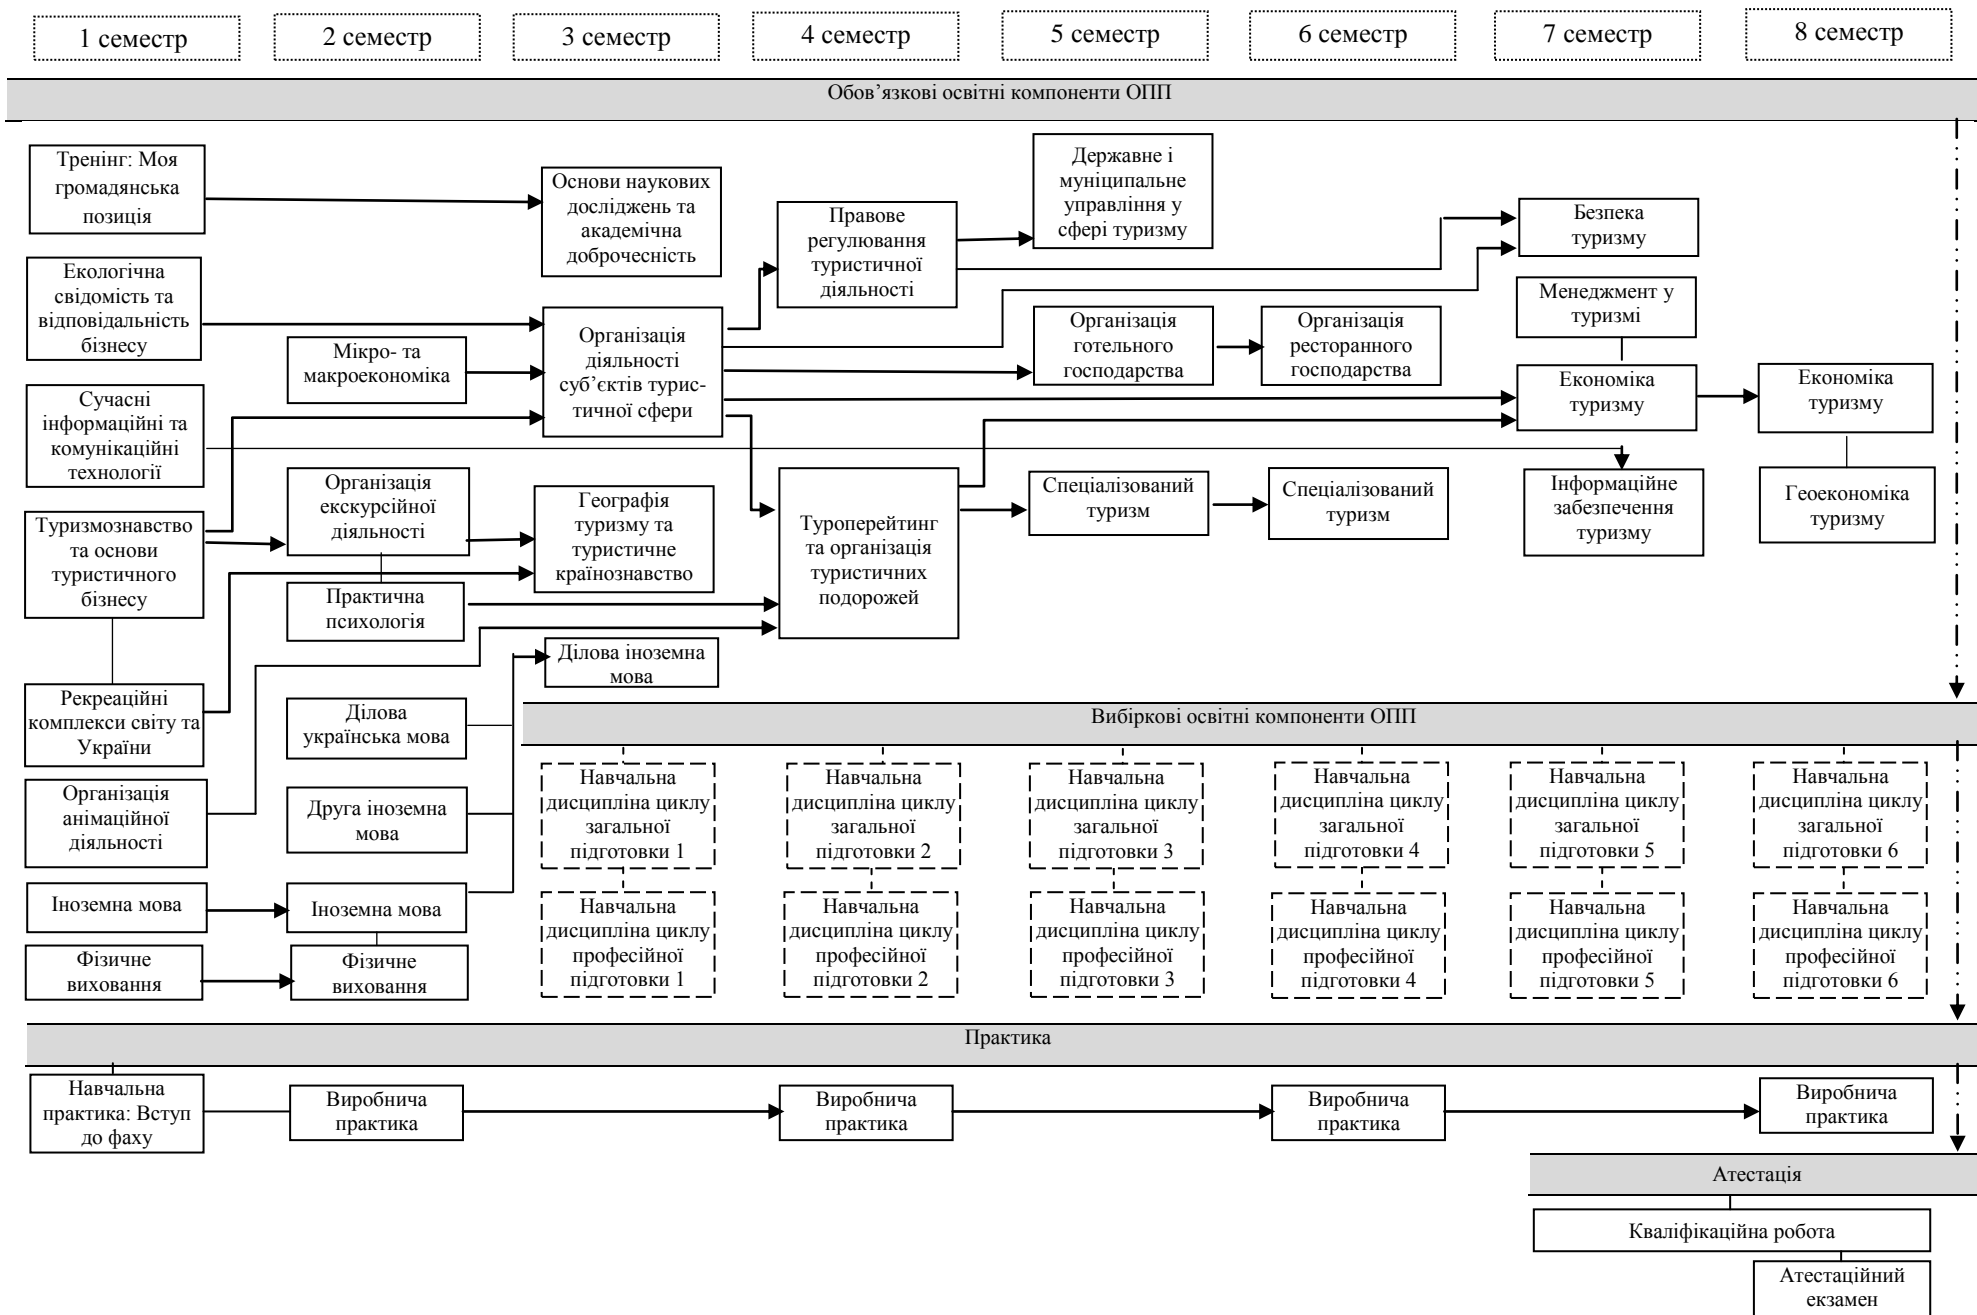 1 семестр
2 семестр
3 семестр
4 семестр
5 семестр
6 семестр
7 семестр
8 семестр
Обов’язкові освітні компоненти ОПП
Тренінг: Моя
громадянська
позиція
Екологічна
свідомість та
відповідальність
бізнесу
Сучасні
інформаційні та
комунікаційні
технології
Туризмознавство
та основи
туристичного
бізнесу
Рекреаційні
комплекси світу та
України
Організація
анімаційної
діяльності
Іноземна мова
Фізичне
виховання
Мікро- та
макроекономіка
Організація
екскурсійної
діяльності
Практична
психологія
Ділова
українська мова
Друга іноземна
мова
Іноземна мова
Фізичне
виховання
Основи наукових
досліджень та
академічна
доброчесність
Організація
діяльності
суб’єктів турис-
тичної сфери
Географія
туризму та
туристичне
країнознавство
Ділова іноземна
мова
Правове
регулювання
туристичної
діяльності
Туроперейтинг
та організація
туристичних
подорожей
Державне і
муніципальне
управління у
сфері туризму
Організація
готельного
господарства
Спеціалізований
туризм
Організація
ресторанного
господарства
Спеціалізований
туризм
Безпека
туризму
Менеджмент у
туризмі
Економіка
туризму
Інформаційне
забезпечення
туризму
Економіка
туризму
Геоекономіка
туризму
Вибіркові освітні компоненти ОПП
Навчальна
дисципліна циклу
загальної
підготовки 1
Навчальна
дисципліна циклу
загальної
підготовки 2
Навчальна
дисципліна циклу
загальної
підготовки 3
Навчальна
дисципліна циклу
загальної
підготовки 4
Навчальна
дисципліна циклу
загальної
підготовки 5
Навчальна
дисципліна циклу
загальної
підготовки 6
Навчальна
дисципліна циклу
професійної
підготовки 1
Навчальна
дисципліна циклу
професійної
підготовки 2
Навчальна
дисципліна циклу
професійної
підготовки 3
Навчальна
дисципліна циклу
професійної
підготовки 4
Навчальна
дисципліна циклу
професійної
підготовки 5
Навчальна
дисципліна циклу
професійної
підготовки 6
Практика
Навчальна
практика: Вступ
до фаху
Виробнича
практика
Виробнича
практика
Виробнича
практика
Виробнича
практика
Атестація
Кваліфікаційна робота
Атестаційний
екзамен